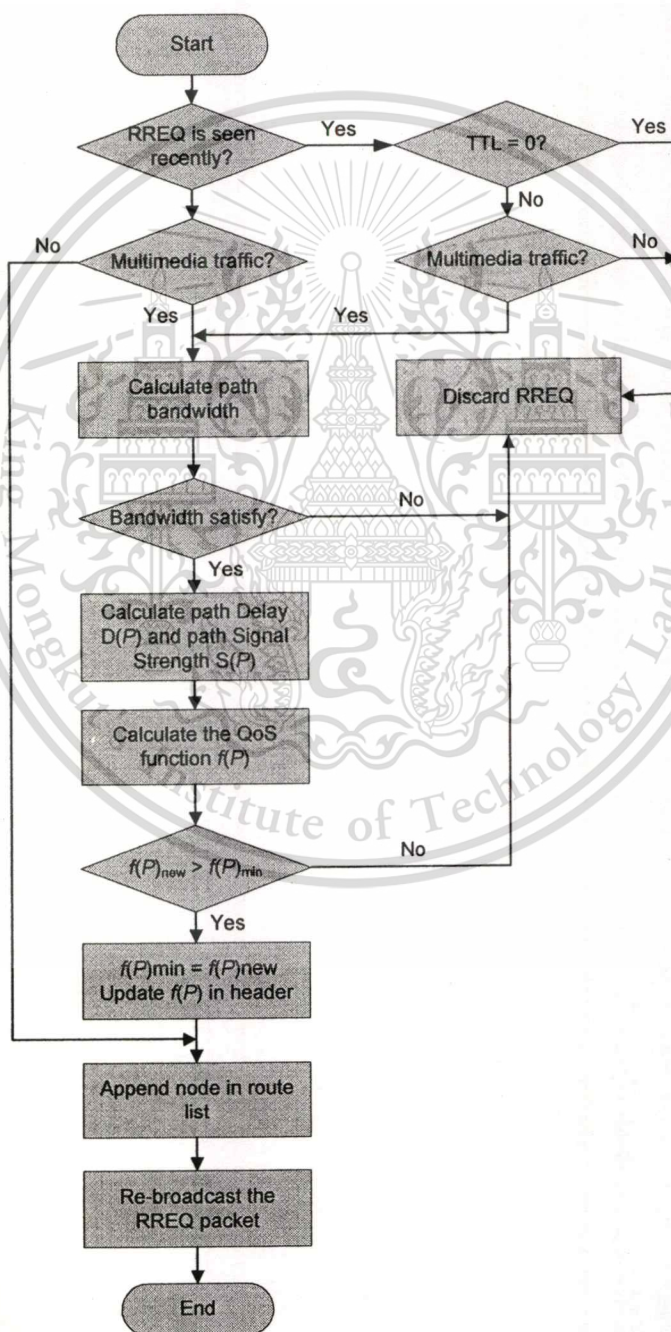 Start
RREQ is seen
recently?
Yes
TTL = 0?
Yes
No
No
Multimedia traffic?
Multimedia traffic?
No
Yes
Yes
Calculate path
bandwidth
Discard RREQ
Bandwidth satisfy?
No
Yes
Calculate path Delay
D(P) and path Signal
Strength S(P)
Calculate the QoS
function f(P)
f(P)new > f(P)min
No
Yes
f(P)min = f(P)new
Update f(P) in header
Append node in route
list
Re-broadcast the
RREQ packet
End
King Mongkut's Institute of Technology Lad